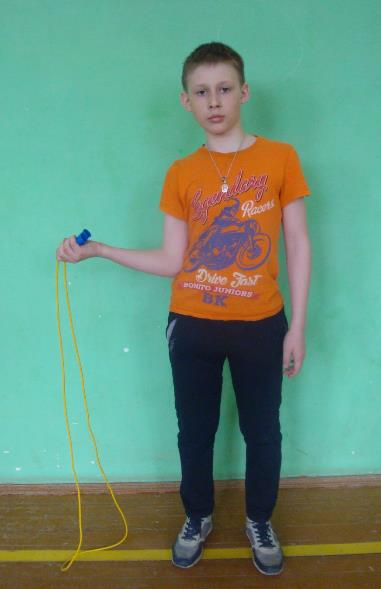 Legendary
Racers
Drive Fast
BONITO JUNIORS
BK